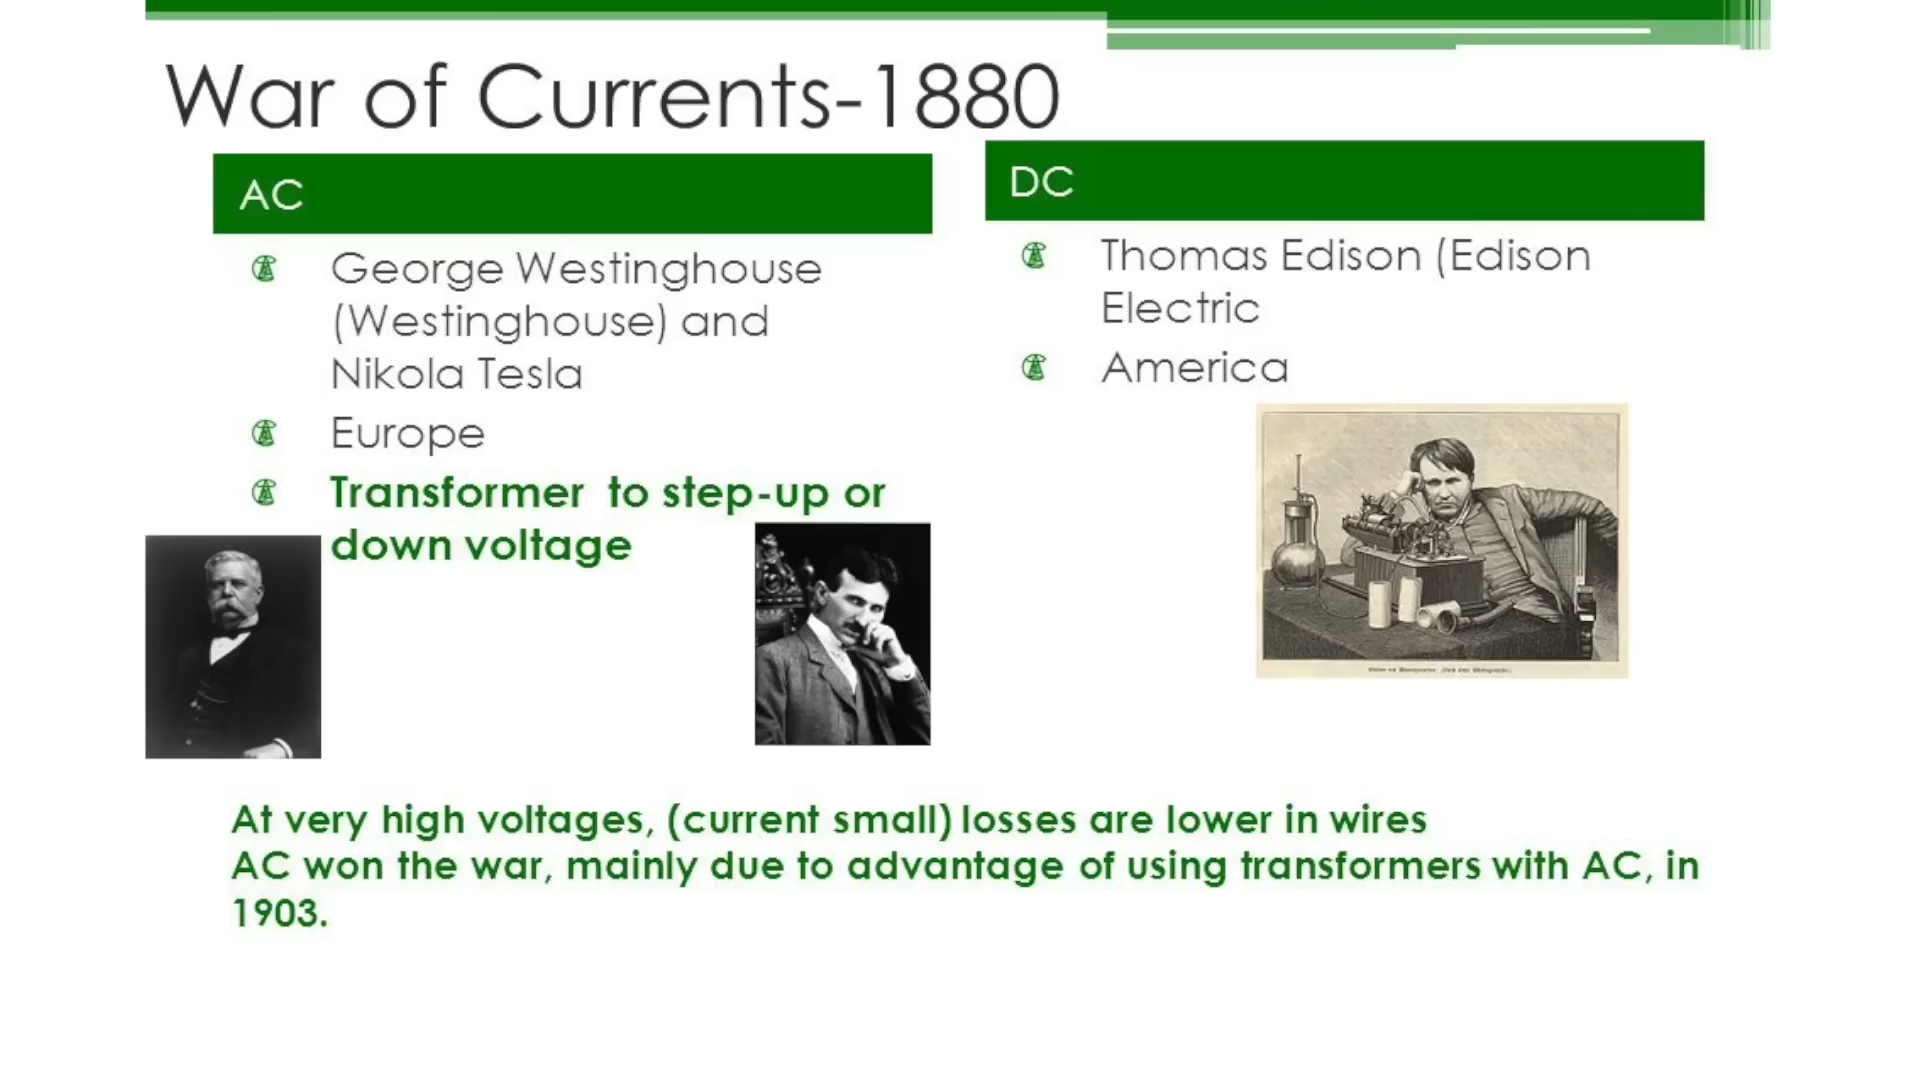 War of Currents-1880
AC
George Westinghouse
(Westinghouse) and
Nikola Tesla
Europe
Transformer to step-up or
down voltage
DC
Thomas Edison (Edison
Electric
America
At very high voltages, (current small) losses are lower in wires
AC won the war, mainly due to advantage of using transformers with AC, in
1903.